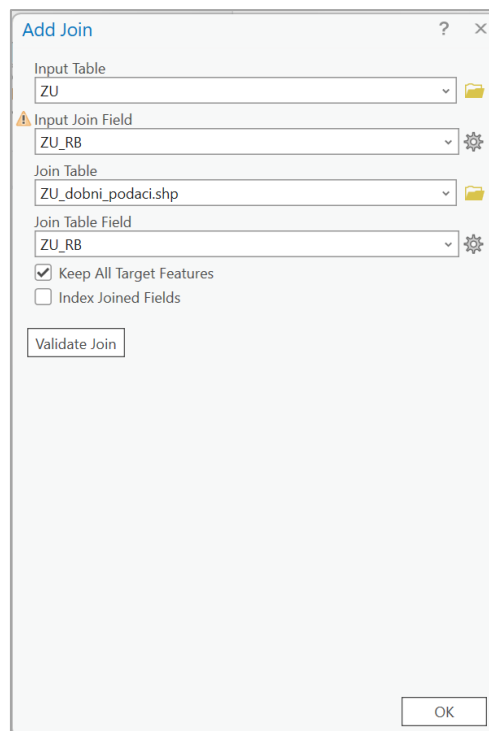 Add Join ? ×
Input Table
ZU
Input Join Field
ZU_RB
Join Table
ZU_dobni_podaci.shp
Join Table Field
ZU_RB
Keep All Target Features
Index Joined Fields
Validate Join
OK